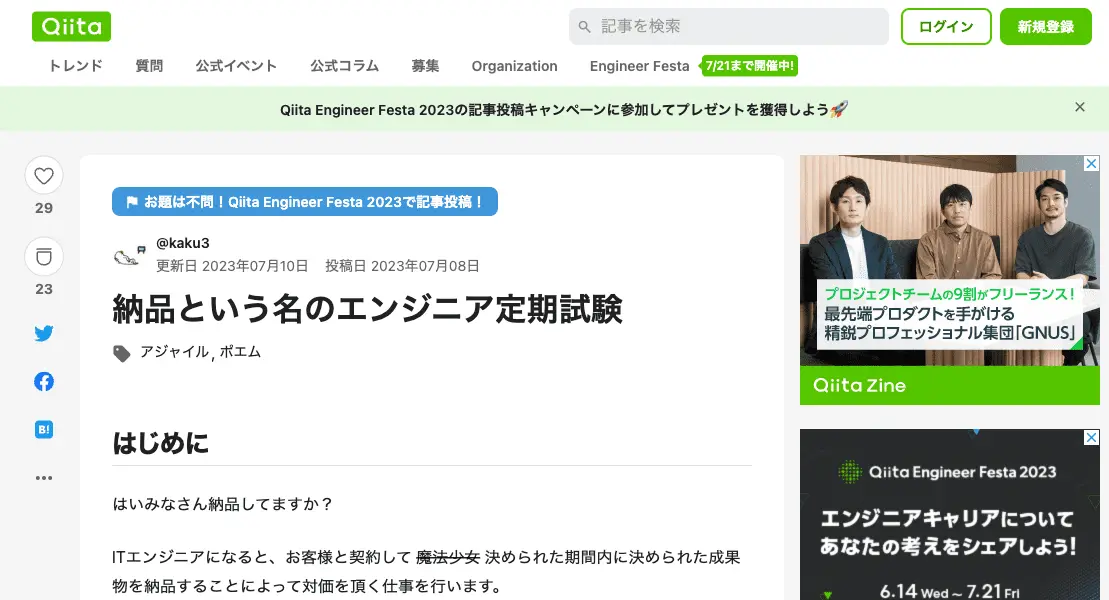 Qiita
記事を検索
ログイン
新規登録
トレンド
質問
公式イベント
公式コラム
募集
Organization
Engineer Festa
7/21まで開催中!
Qiita Engineer Festa 2023の記事投稿キャンペーンに参加してプレゼントを獲得しよう🚀
29
23
B!
お題は不問！Qiita Engineer Festa 2023で記事投稿！
@kaku3
更新日 2023年07月10日 投稿日 2023年07月08日
納品という名のエンジニア定期試験
アジャイル, ポエム
はじめに
はいみなさん納品してますか？
ITエンジニアになると、お客様と契約して 魔法少女 決められた期間内に決められた成果
物を納品することによって対価を頂く仕事を行います。
プロジェクトチームの9割がフリーランス！
最先端プロダクトを手がける
精鋭プロフェッショナル集団「GNUS」
Qiita Zine
Qiita Engineer Festa 2023
エンジニアキャリアについて
あなたの考えをシェアしよう！
6.14 Wed ~ 7.21 Fri